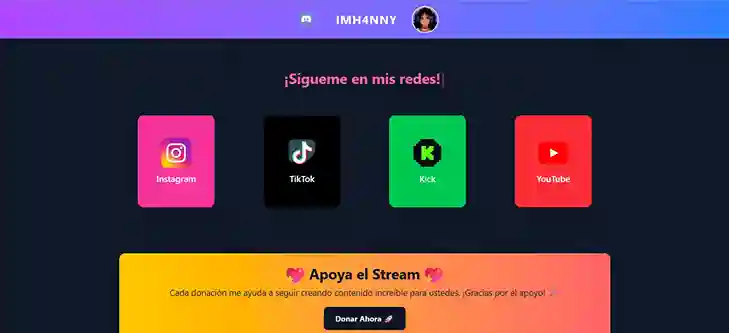 IMH4NNY
¡Sígueme en mis redes!
Instagram
TikTok
Kick
YouTube
Apoya el Stream
Cada donación me ayuda a seguir creando contenido increíble para ustedes. ¡Gracias por el apoyo!
Donar Ahora